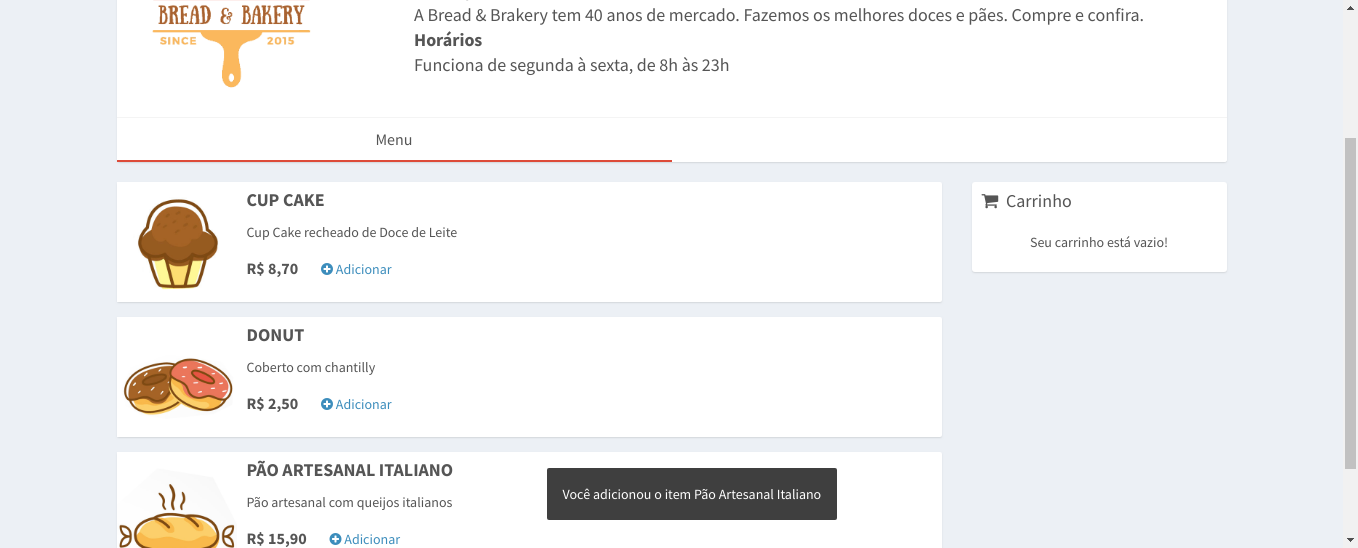 BREAD & BAKERY
SINCE 2015
A Bread & Brakery tem 40 anos de mercado. Fazemos os melhores doces e pães. Compre e confira.
Horários
Funciona de segunda à sexta, de 8h às 23h
Menu
CUP CAKE
Cup Cake recheado de Doce de Leite
R$ 8,70 Adicionar
Carrinho
Seu carrinho está vazio!
DONUT
Coberto com chantilly
R$ 2,50 Adicionar
PÃO ARTESANAL ITALIANO
Pão artesanal com queijos italianos
R$ 15,90 Adicionar
Você adicionou o item Pão Artesanal Italiano